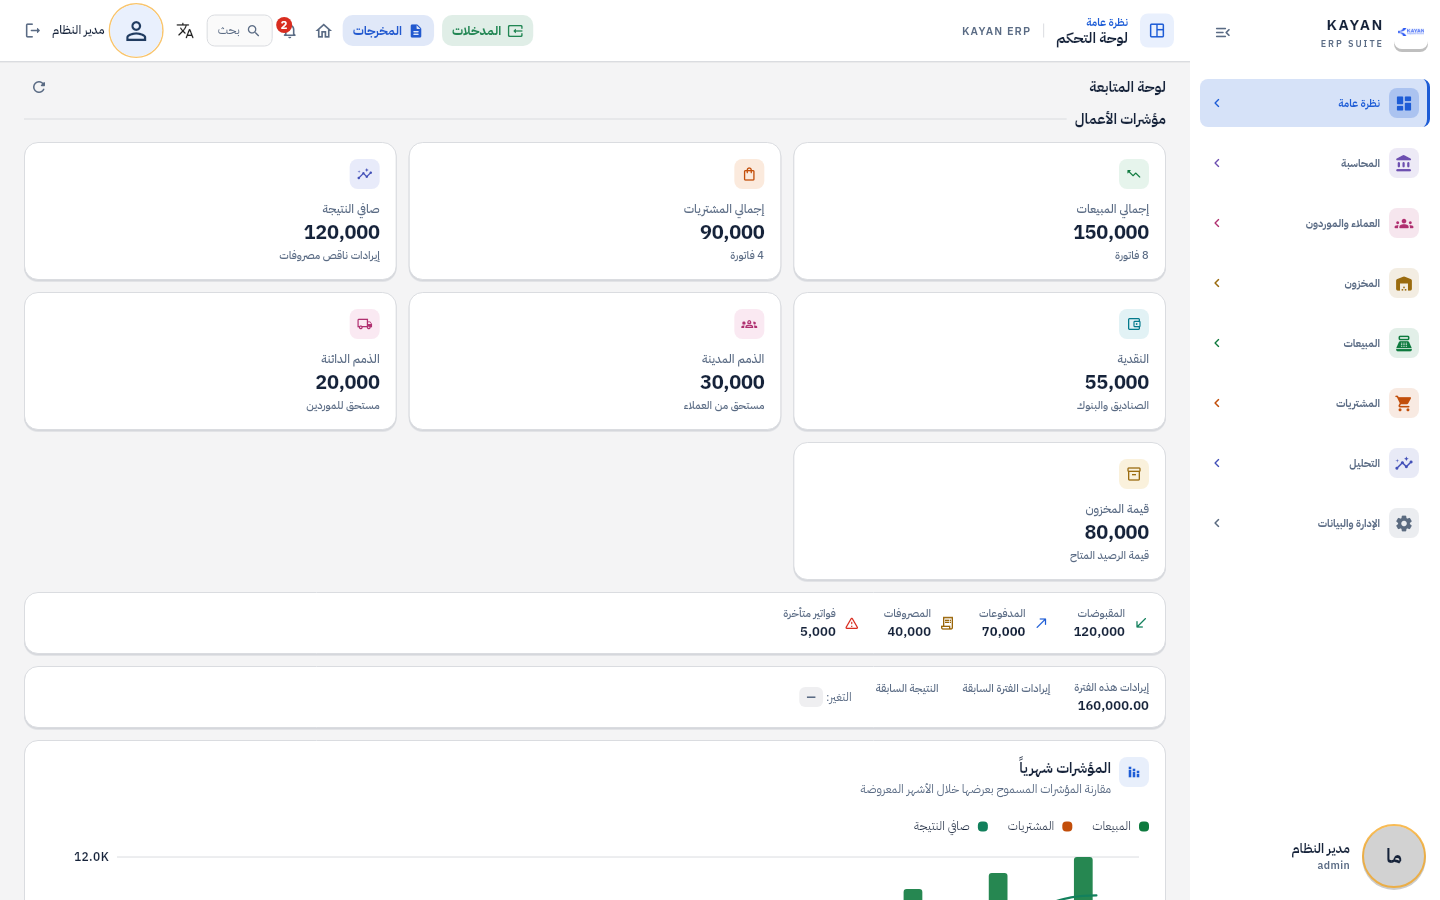 KAYAN
ERP SUITE
KAYAN
نظرة عامة
المحاسبة
العملاء والموردون
المخزون
المبيعات
المشتريات
التحليل
الإدارة والبيانات
ما
مدير النظام
admin
نظرة عامة
لوحة التحكم
KAYAN ERP
المدخلات
المخرجات
2
بحث
مدير النظام
لوحة المتابعة
مؤشرات الأعمال
إجمالي المبيعات
150,000
8 فاتورة
إجمالي المشتريات
90,000
4 فاتورة
صافي النتيجة
120,000
إيرادات ناقص مصروفات
النقدية
55,000
الصناديق والبنوك
الذمم المدينة
30,000
مستحق من العملاء
الذمم الدائنة
20,000
مستحق للموردين
قيمة المخزون
80,000
قيمة الرصيد المتاح
المقبوضات
120,000
المدفوعات
70,000
المصروفات
40,000
فواتير متأخرة
5,000
إيرادات هذه الفترة
160,000.00
إيرادات الفترة السابقة
النتيجة السابقة
التغير: —
المؤشرات شهرياً
مقارنة المؤشرات المسموح بعرضها خلال الأشهر المعروضة
المبيعات
المشتريات
صافي النتيجة
12.0K